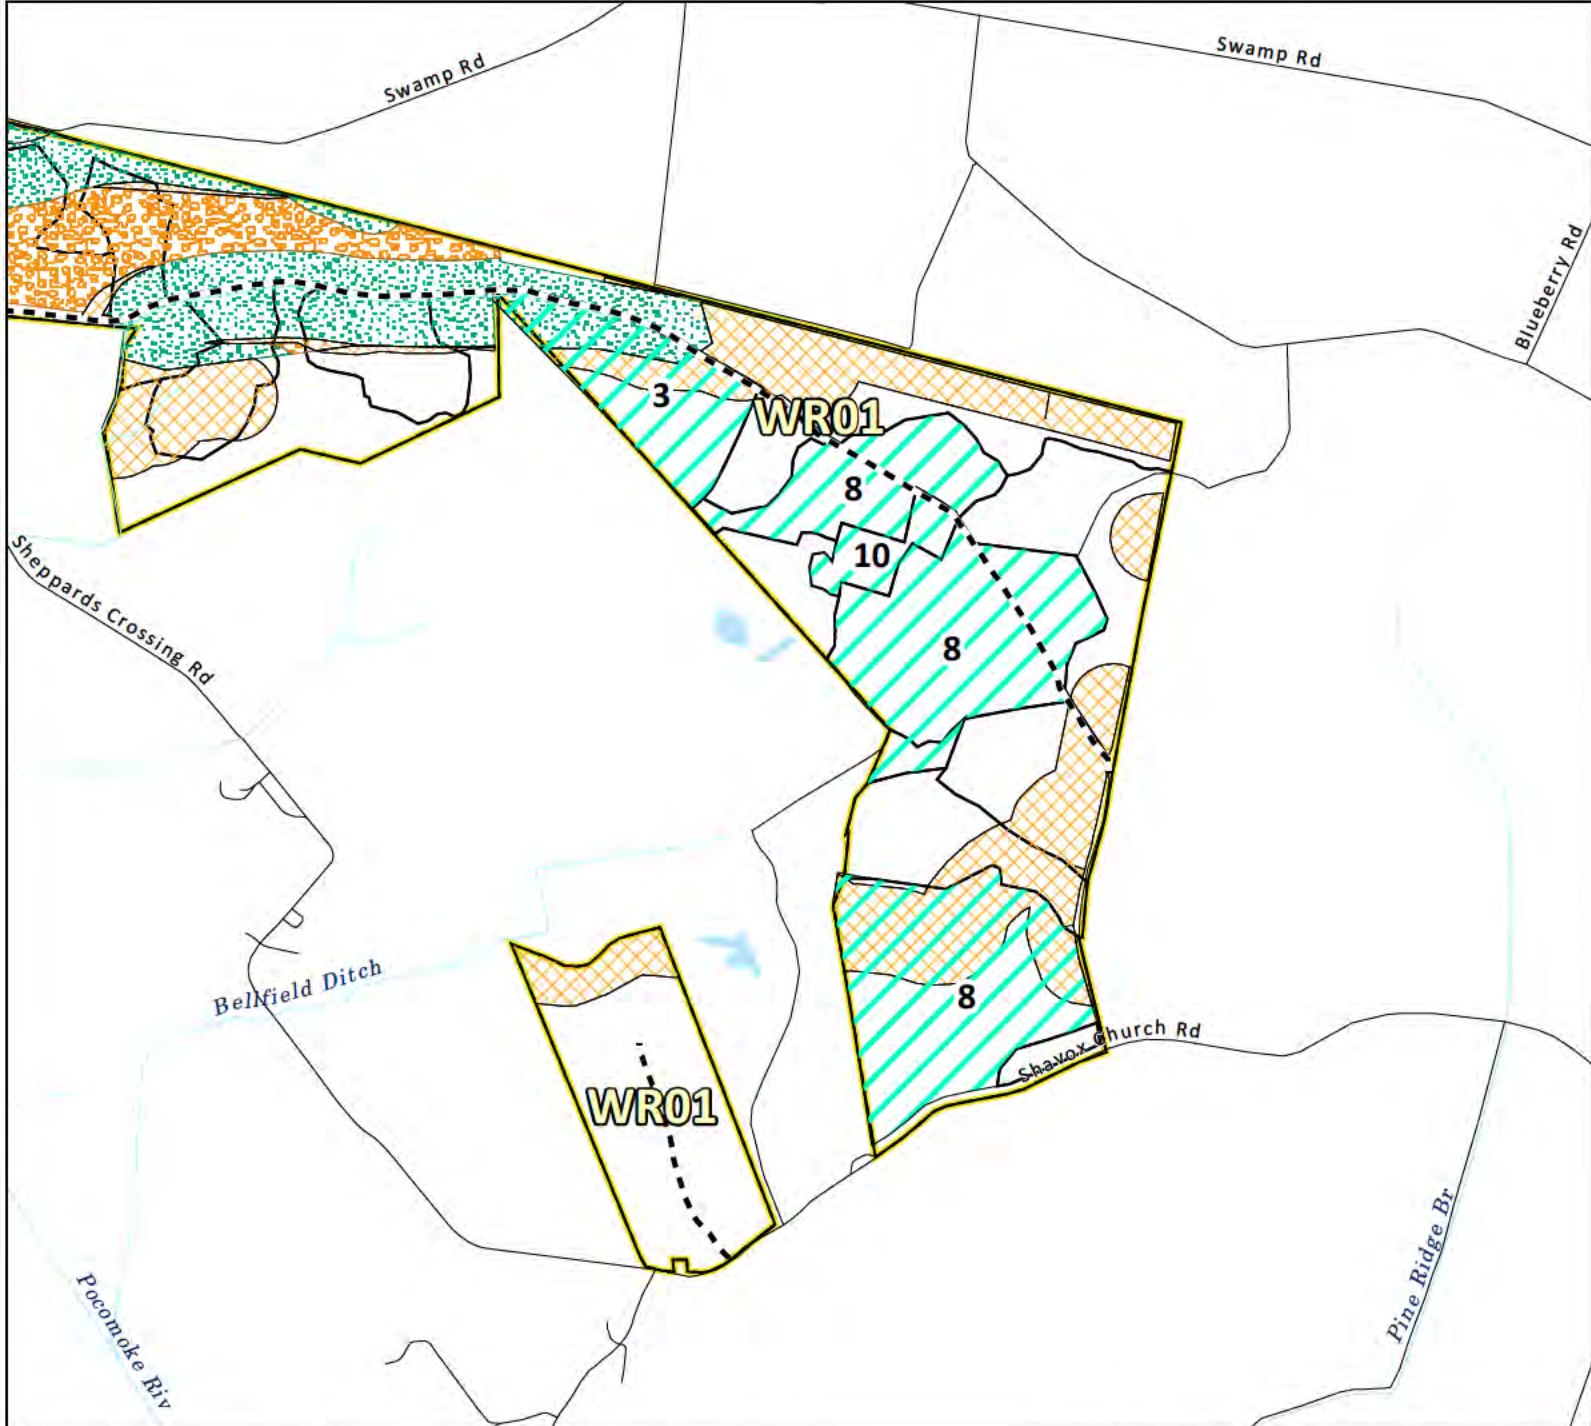 Swamp Rd
Swamp Rd
Blueberry Rd
3
WR01
8
10
Sheppards Crossing Rd
8
Bellfield Ditch
8
Shavox Church Rd
WR01
Pine Ridge Br
Pocomoke Riv